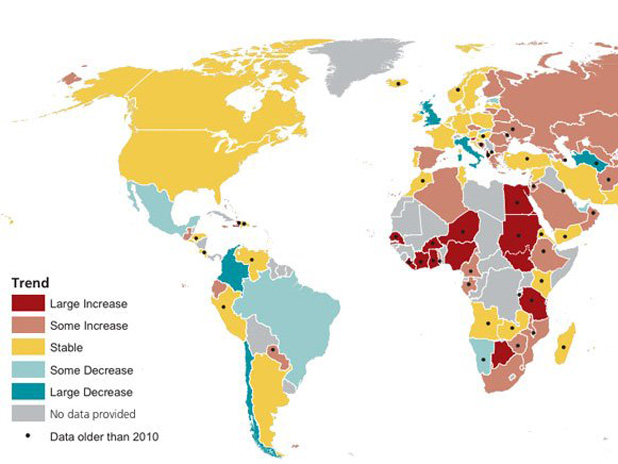 Trend
Large Increase
Some Increase
Stable
Some Decrease
Large Decrease
No data provided
Data older than 2010